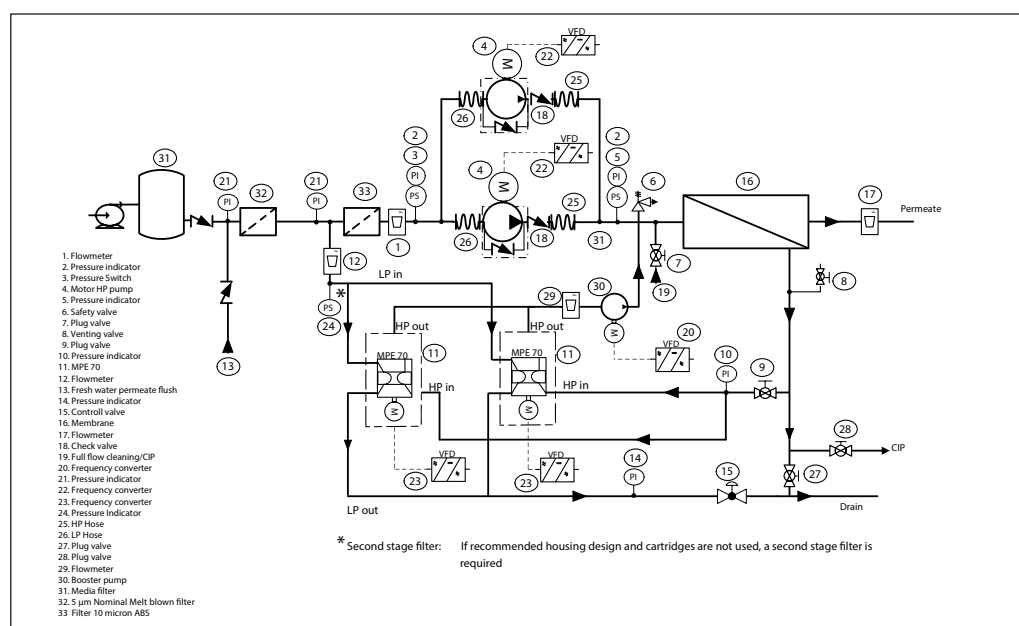 VFD
4
M
22
25
26
18
2
3
PI
PS
VFD
4
M
22
25
26
18
2
5
PI
PS
6
16
17
Permeate
31
21
PI
32
21
PI
33
1
31
7
19
8
12
LP in
*
PS
24
13
29
30
M
HP out
HP out
MPE 70
11
MPE 70
11
VFD
20
10
PI
9
HP in
HP in
M
M
28
CIP
VFD
23
VFD
23
14
PI
15
27
LP out
Drain
1. Flowmeter
2. Pressure indicator
3. Pressure Switch
4. Motor HP pump
5. Pressure indicator
6. Safety valve
7. Plug valve
8. Venting valve
9. Plug valve
10. Pressure indicator
11. MPE 70
12. Flowmeter
13. Fresh water permeate flush
14. Pressure indicator
15. Controll valve
16. Membrane
17. Flowmeter
18. Check valve
19. Full flow cleaning/CIP
20. Frequency converter
21. Pressure indicator
22. Frequency converter
23. Frequency converter
24. Pressure Indicator
25. HP Hose
26. LP Hose
27. Plug valve
28. Plug valve
29. Flowmeter
30. Booster pump
31. Media filter
32. 5 µm Nominal Melt blown filter
33 Filter 10 micron ABS
* Second stage filter: If recommended housing design and cartridges are not used, a second stage filter is
required